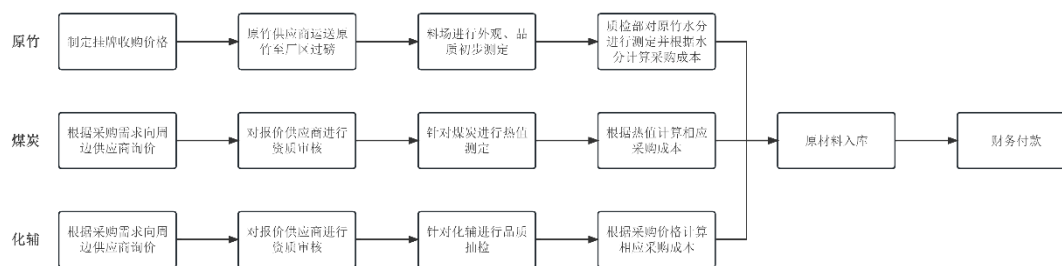 原竹
制定挂牌收购价格
原竹供应商运送原
竹至厂区过磅
料场进行外观、品
质初步测定
质检部对原竹水分
进行测定并根据水
分计算采购成本
煤炭
根据采购需求向周
边供应商询价
对报价供应商进行
资质审核
针对煤炭进行热值
测定
根据热值计算相应
采购成本
原材料入库
财务付款
化辅
根据采购需求向周
边供应商询价
对报价供应商进行
资质审核
针对化辅进行品质
抽检
根据采购价格计算
相应采购成本